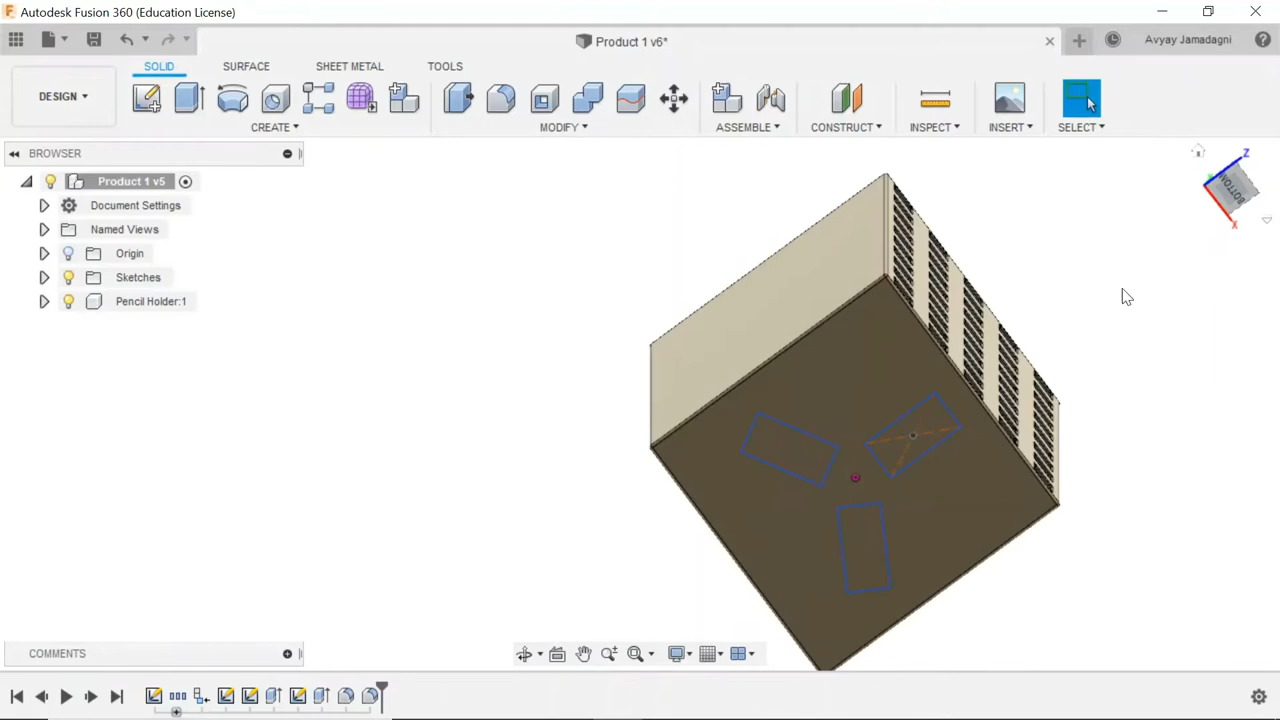 Autodesk Fusion 360 (Education License)
Product 1 v6*
Avyay Jamadagni
DESIGN
SOLID SURFACE SHEET METAL TOOLS
CREATE MODIFY ASSEMBLE CONSTRUCT INSPECT INSERT SELECT
BROWSER
Product 1 v5
Document Settings
Named Views
Origin
Sketches
Pencil Holder:1
Z
BOTTOM
X
COMMENTS